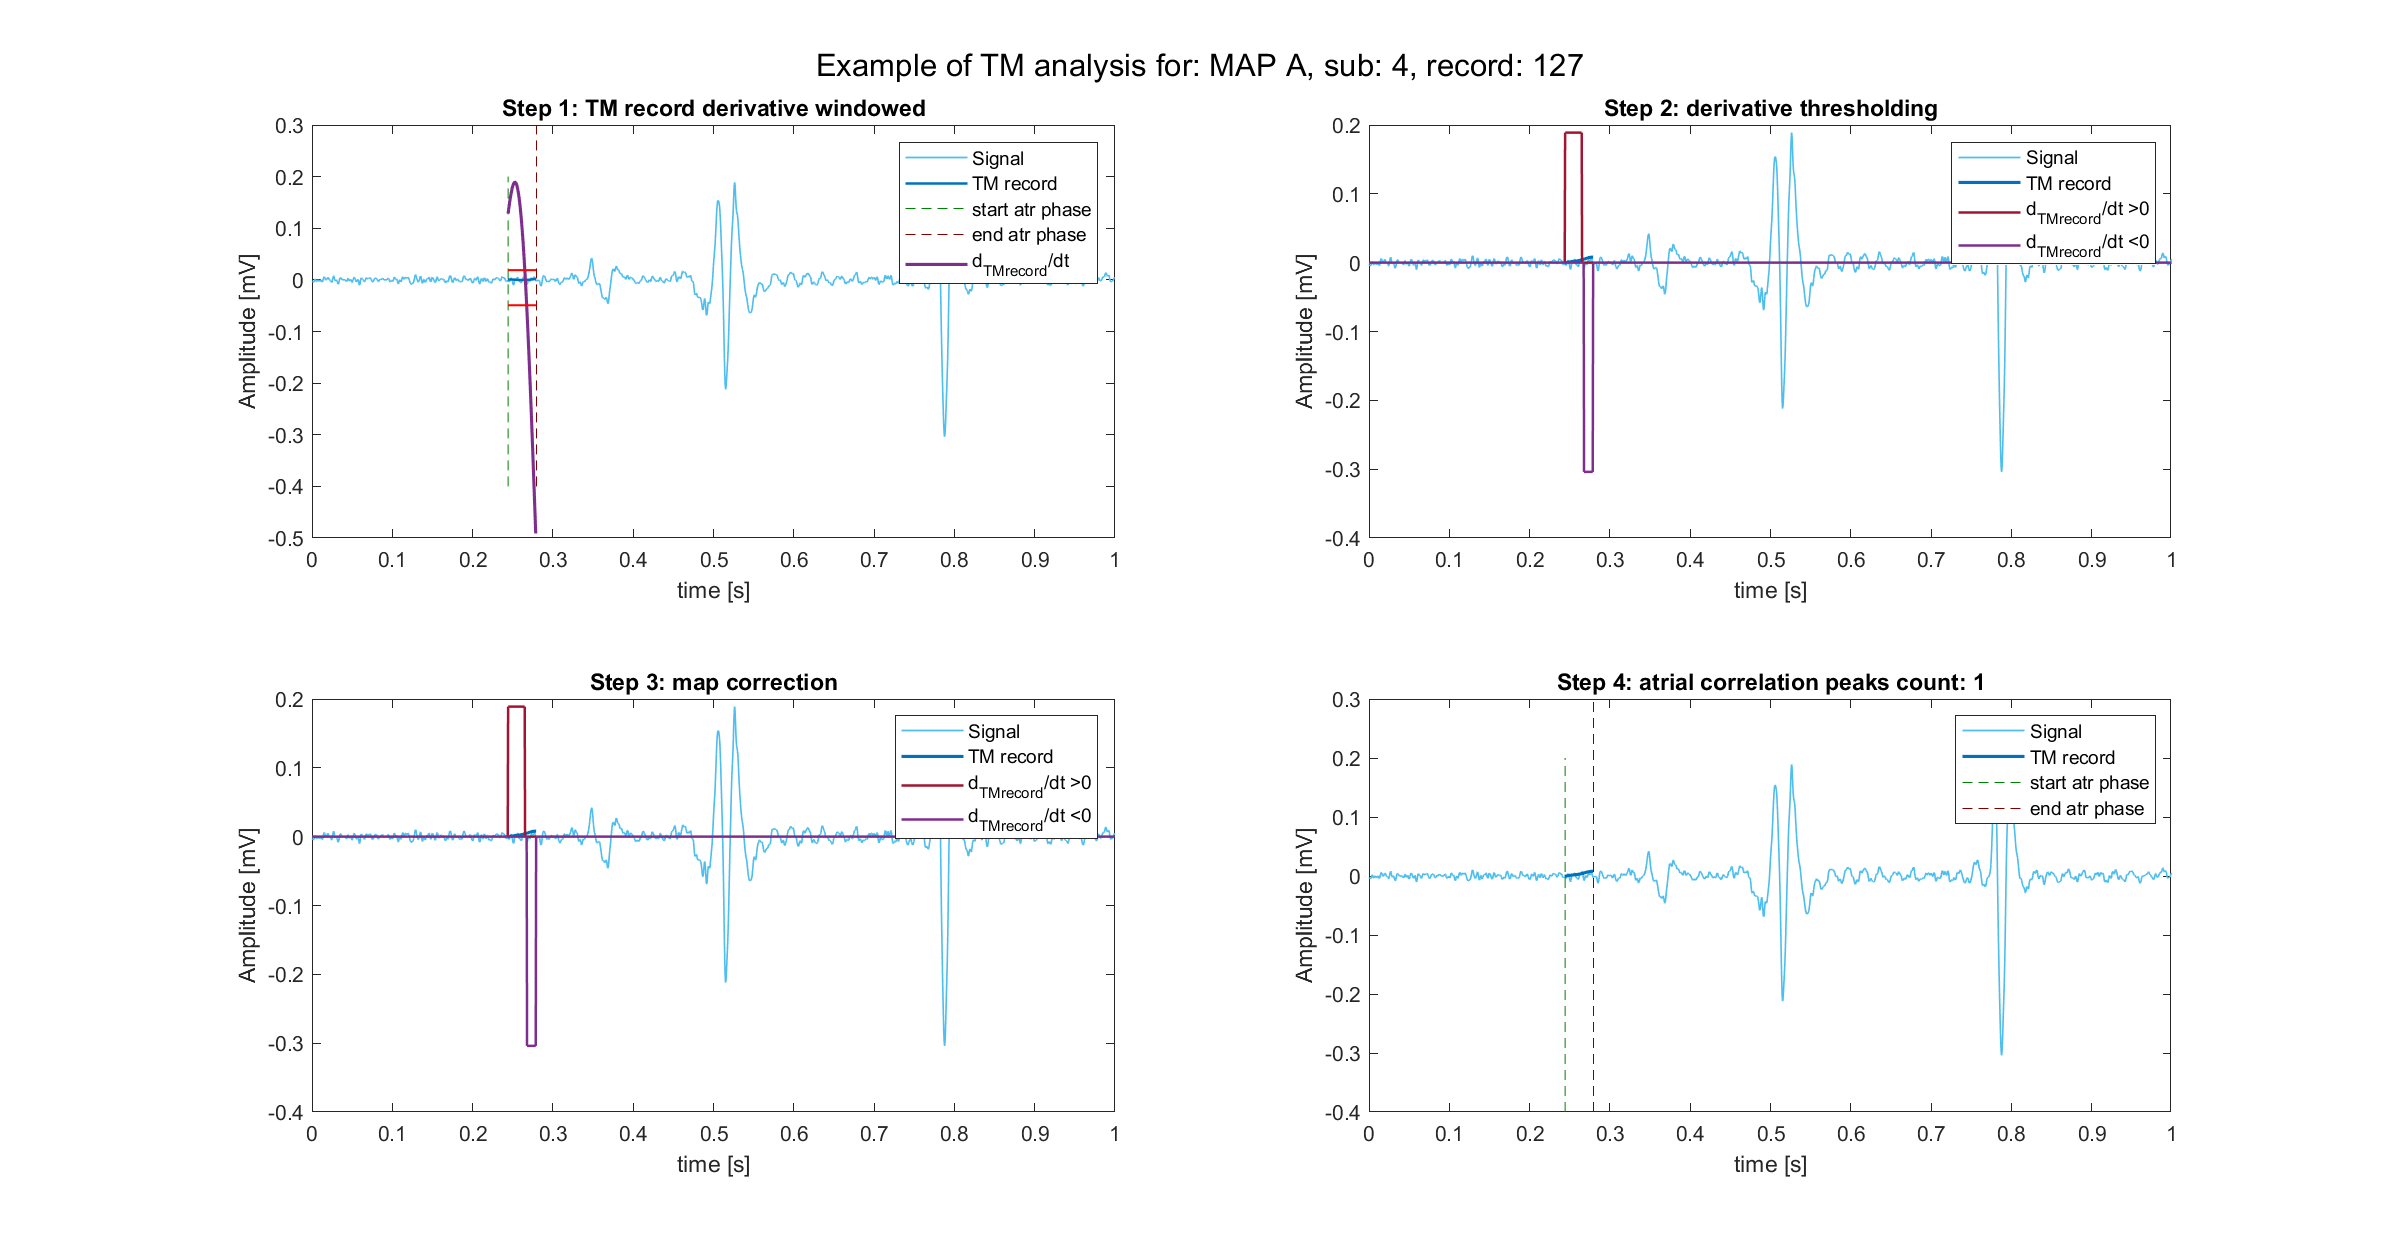 Example of TM analysis for: MAP A, sub: 4, record: 127
Step 1: TM record derivative windowed
0.3
0.2
0.1
0
-0.1
-0.2
-0.3
-0.4
-0.5
Amplitude [mV]
Signal
TM record
start atr phase
end atr phase
dTMrecord/dt
0 0.1 0.2 0.3 0.4 0.5 0.6 0.7 0.8 0.9 1
time [s]
Step 2: derivative thresholding
0.2
0.1
0
-0.1
-0.2
-0.3
-0.4
Amplitude [mV]
Signal
TM record
dTMrecord/dt >0
dTMrecord/dt <0
0 0.1 0.2 0.3 0.4 0.5 0.6 0.7 0.8 0.9 1
time [s]
Step 3: map correction
0.2
0.1
0
-0.1
-0.2
-0.3
-0.4
Amplitude [mV]
Signal
TM record
dTMrecord/dt >0
dTMrecord/dt <0
0 0.1 0.2 0.3 0.4 0.5 0.6 0.7 0.8 0.9 1
time [s]
Step 4: atrial correlation peaks count: 1
0.3
0.2
0.1
0
-0.1
-0.2
-0.3
-0.4
Amplitude [mV]
Signal
TM record
start atr phase
end atr phase
0 0.1 0.2 0.3 0.4 0.5 0.6 0.7 0.8 0.9 1
time [s]